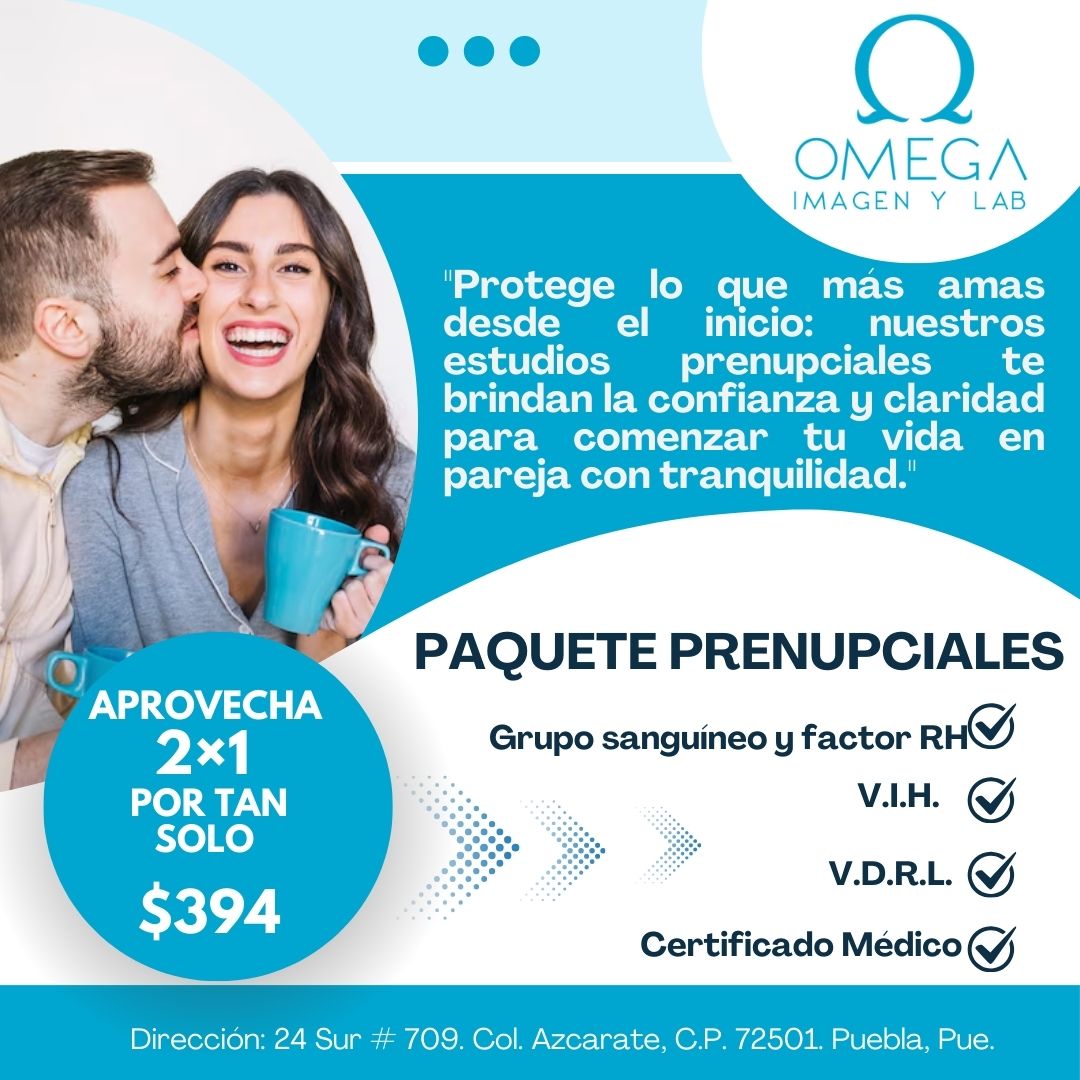 Ω
OMEGA
IMAGEN Y LAB
"Protege lo que más amas
desde el inicio: nuestros
estudios prenupciales te
brindan la confianza y claridad
para comenzar tu vida en
pareja con tranquilidad."
PAQUETE PRENUPCIALES
Grupo sanguíneo y factor RH
V.I.H.
V.D.R.L.
Certificado Médico
APROVECHA
2×1
POR TAN
SOLO
$394
Dirección: 24 Sur # 709. Col. Azcarate, C.P. 72501. Puebla, Pue.